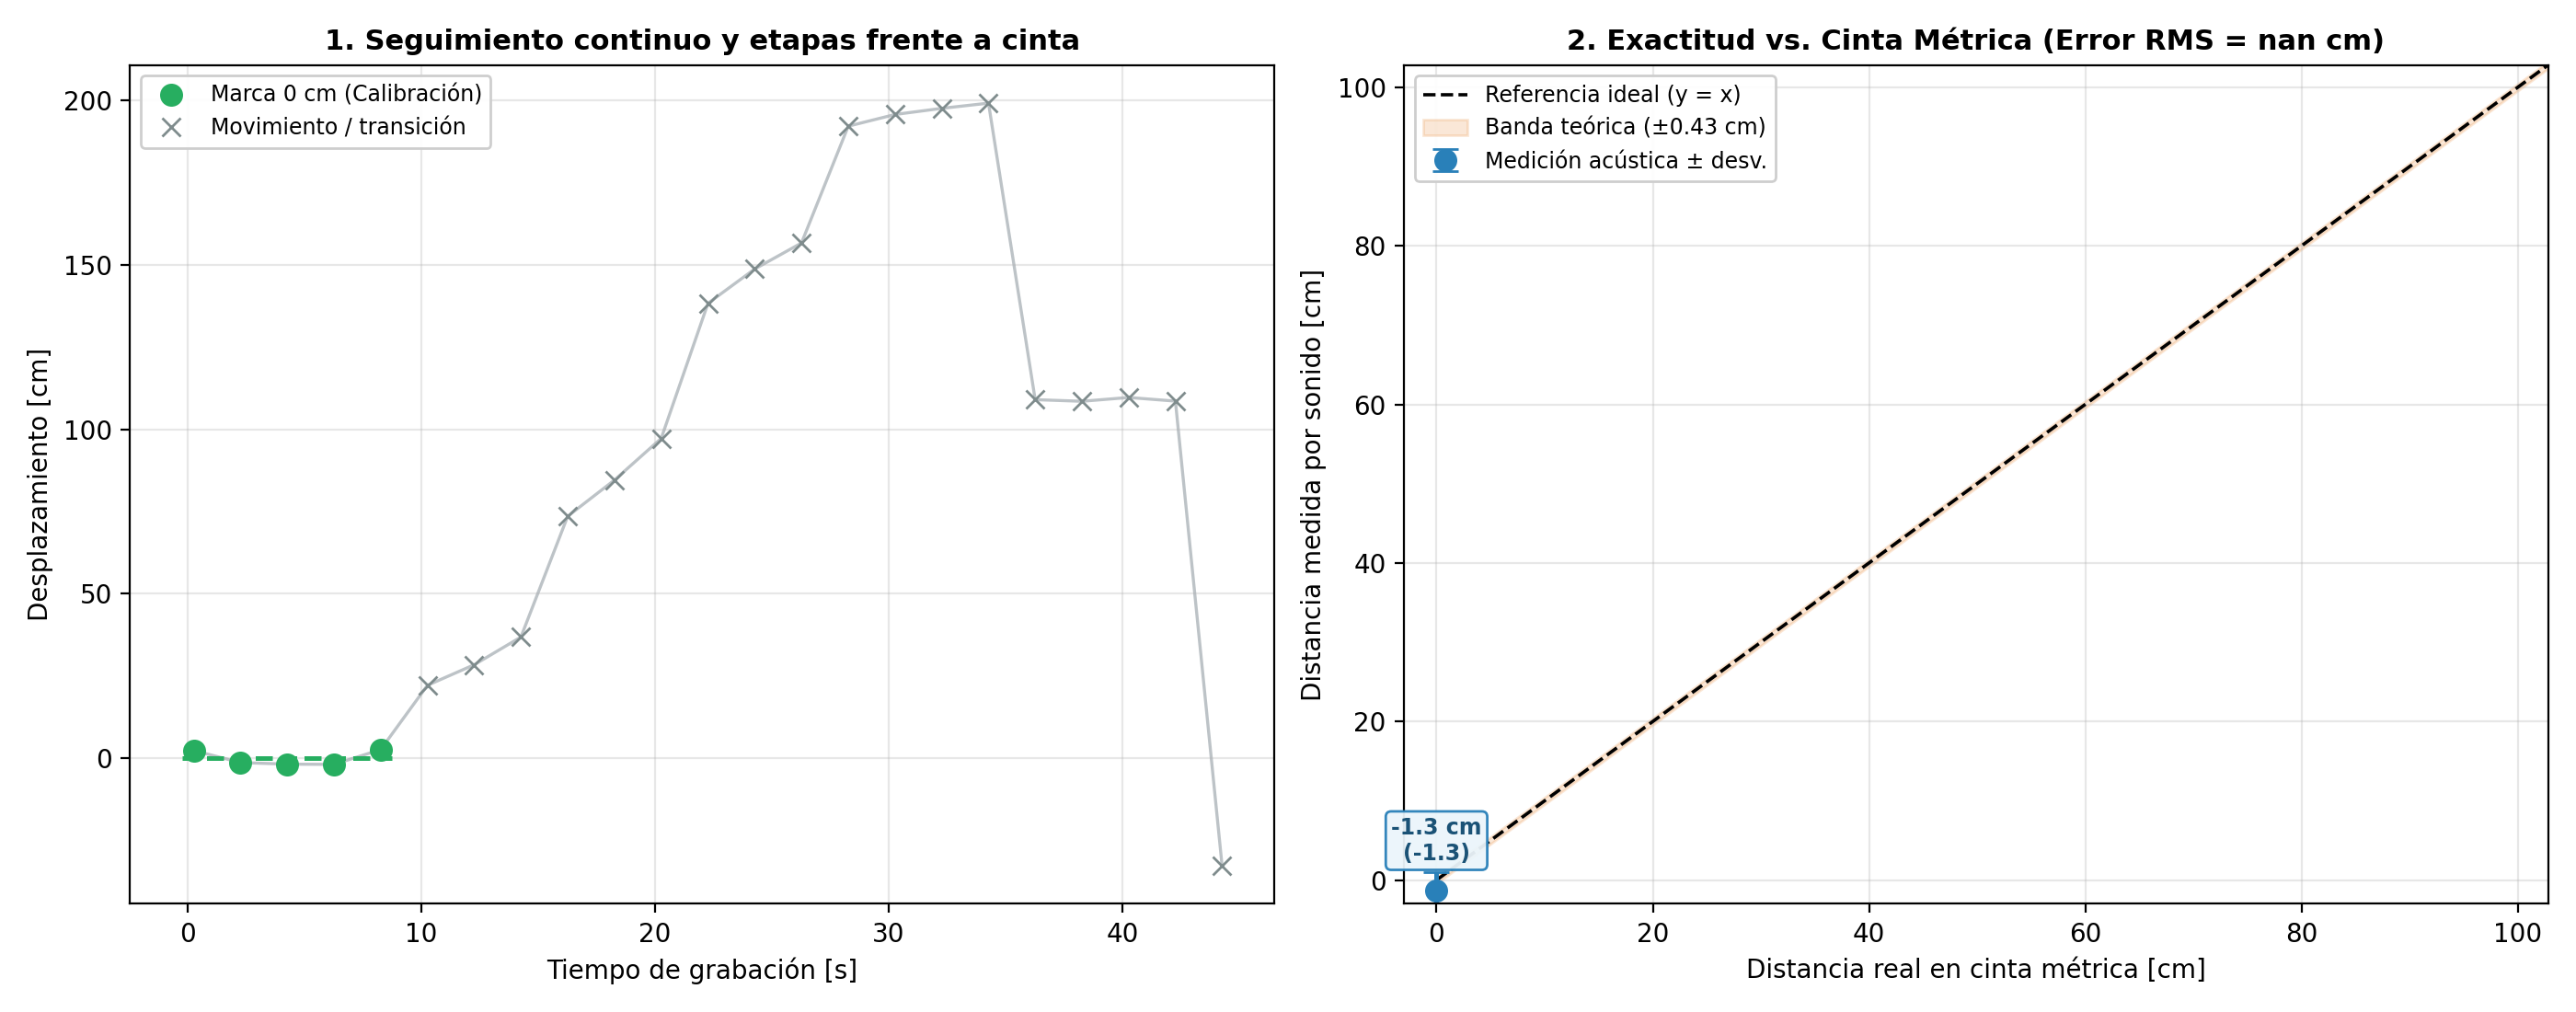 1. Seguimiento continuo y etapas frente a cinta
Marca 0 cm (Calibración)
Movimiento / transición
Desplazamiento [cm]
200
150
100
50
0
0
10
20
30
40
Tiempo de grabación [s]
2. Exactitud vs. Cinta Métrica (Error RMS = nan cm)
Referencia ideal (y = x)
Banda teórica (±0.43 cm)
Medición acústica ± desv.
Distancia medida por sonido [cm]
100
80
60
40
20
0
-1.3 cm
(-1.3)
0
20
40
60
80
100
Distancia real en cinta métrica [cm]